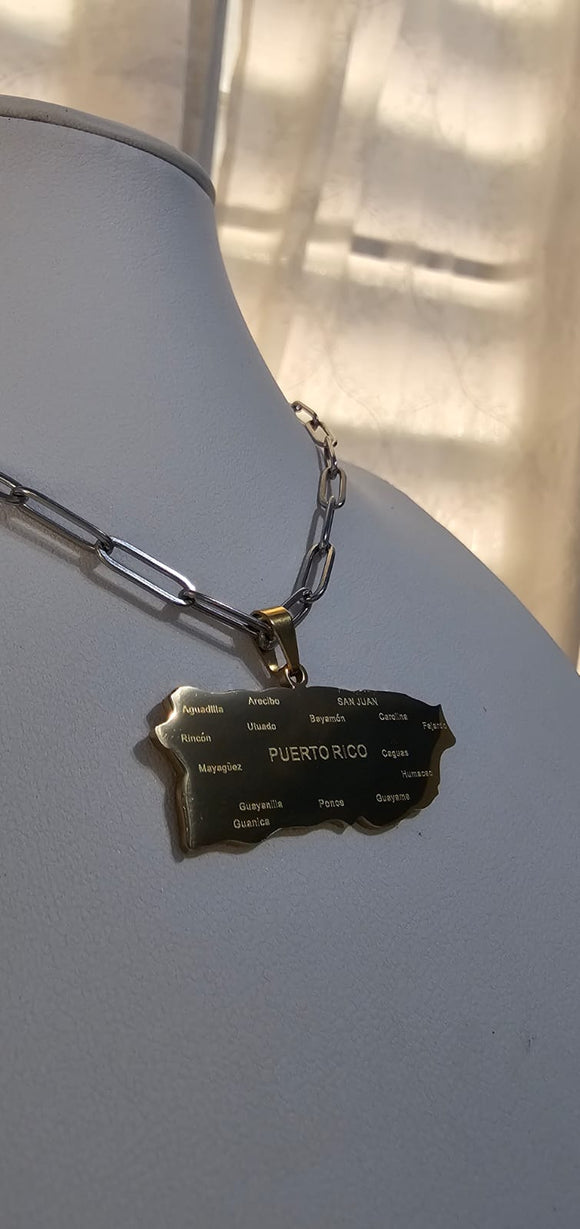 Arecibo
SAN JUAN
Aguadilla
Utuado
Bayamón
Carolina
Fajardo
Rincón
PUERTO RICO
Caguas
Mayagüez
Humacao
Guayanilla
Ponce
Guayama
Guanica